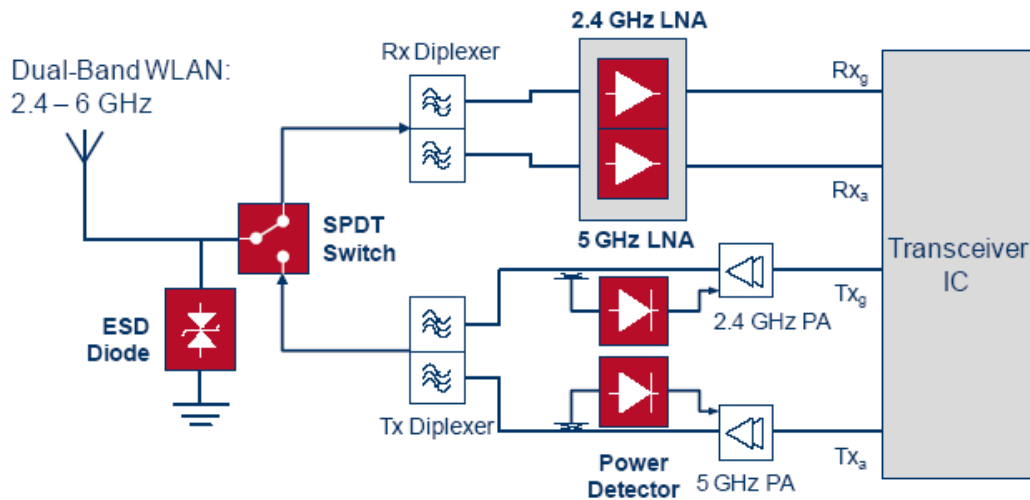 Dual-Band WLAN:
2.4 – 6 GHz
Rx Diplexer
2.4 GHz LNA
Rxg
Rxa
5 GHz LNA
SPDT
Switch
ESD
Diode
Transceiver
IC
Txg
2.4 GHz PA
Tx Diplexer
Power
Detector
5 GHz PA
Txa